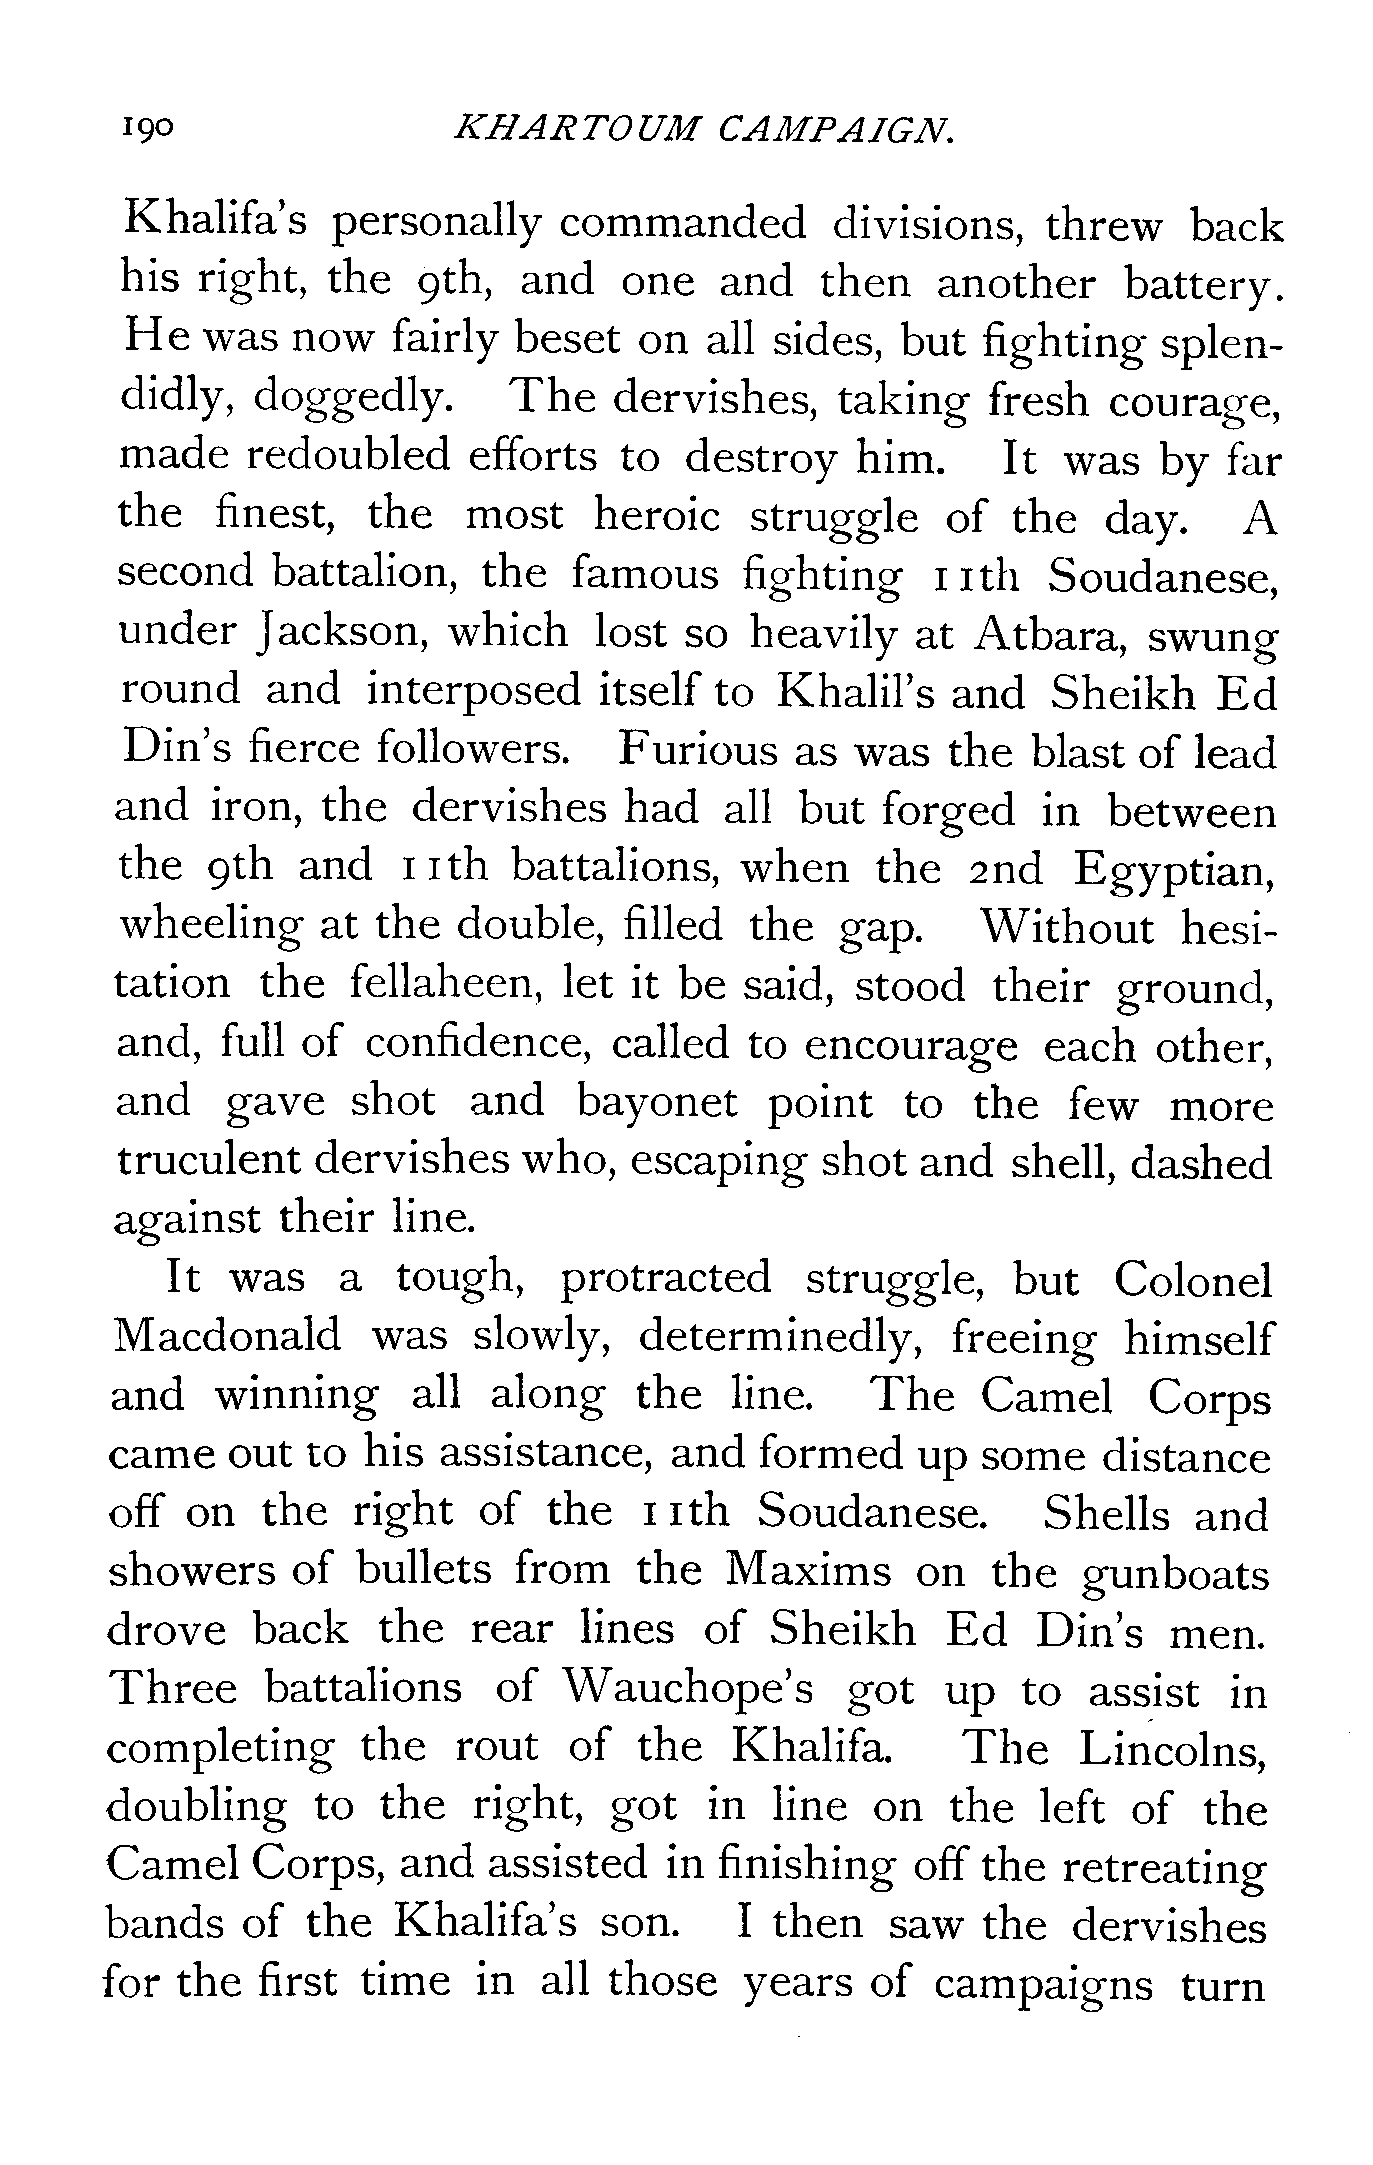 190 KHARTOUM CAMPAIGN.
Khalifa's personally commanded divisions, threw back
his right, the 9th, and one and then another battery.
He was now fairly beset on all sides, but fighting splen-
didly, doggedly. The dervishes, taking fresh courage,
made redoubled efforts to destroy him. It was by far
the finest, the most heroic struggle of the day. A
second battalion, the famous fighting 11th Soudanese,
under Jackson, which lost so heavily at Atbara, swung
round and interposed itself to Khalil's and Sheikh Ed
Din's fierce followers. Furious as was the blast of lead
and iron, the dervishes had all but forged in between
the 9th and 11th battalions, when the 2nd Egyptian,
wheeling at the double, filled the gap. Without hesi-
tation the fellaheen, let it be said, stood their ground,
and, full of confidence, called to encourage each other,
and gave shot and bayonet point to the few more
truculent dervishes who, escaping shot and shell, dashed
against their line.
It was a tough, protracted struggle, but Colonel
Macdonald was slowly, determinedly, freeing himself
and winning all along the line. The Camel Corps
came out to his assistance, and formed up some distance
off on the right of the 11th Soudanese. Shells and
showers of bullets from the Maxims on the gunboats
drove back the rear lines of Sheikh Ed Din's men.
Three battalions of Wauchope's got up to assist in
completing the rout of the Khalifa. The Lincolns,
doubling to the right, got in line on the left of the
Camel Corps, and assisted in finishing off the retreating
bands of the Khalifa's son. I then saw the dervishes
for the first time in all those years of campaigns turn